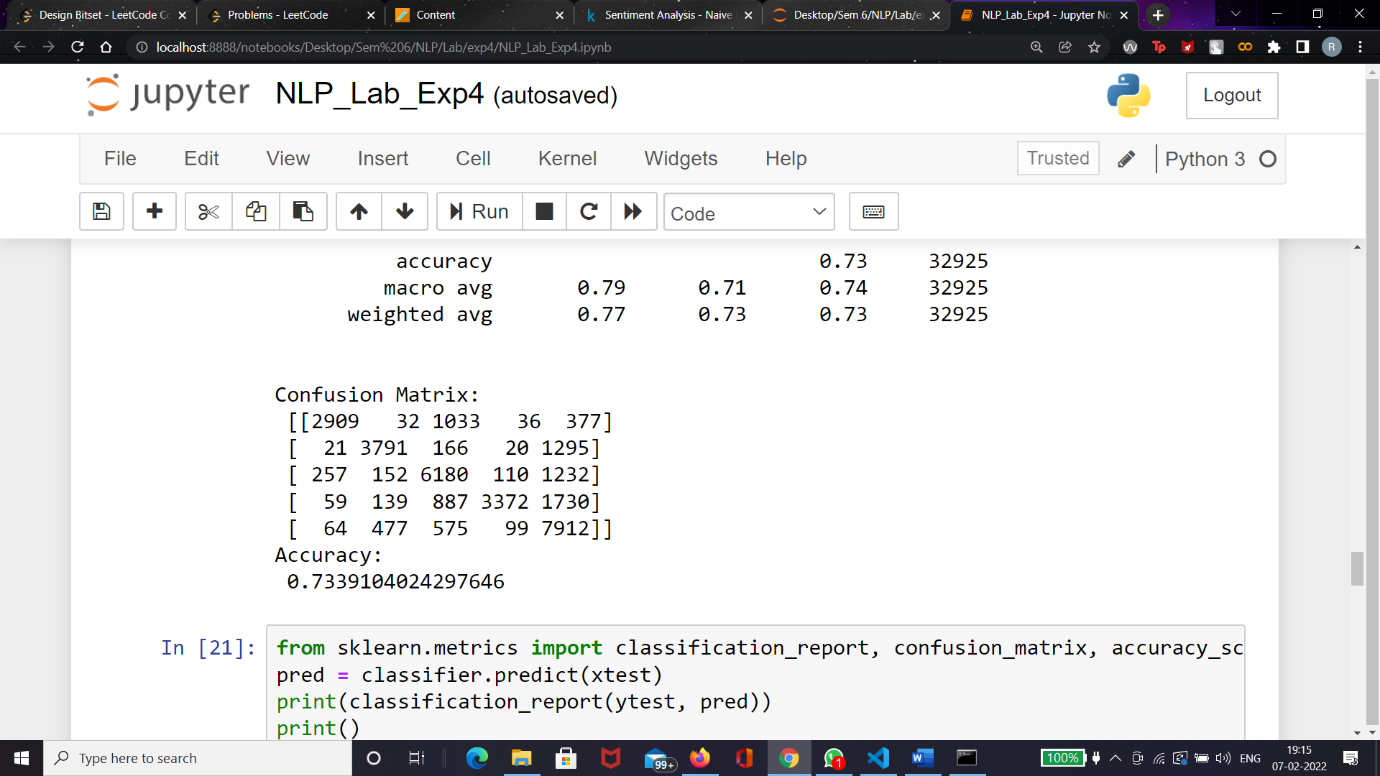 Design Bitset - LeetCode Co
Problems - LeetCode
Content
Sentiment Analysis - Naive
Desktop/Sem 6/NLP/Lab/e
NLP_Lab_Exp4 - Jupyter No
localhost:8888/notebooks/Desktop/Sem%206/NLP/Lab/exp4/NLP_Lab_Exp4.ipynb
Tp
R
jupyter NLP_Lab_Exp4 (autosaved)
Logout
File Edit View Insert Cell Kernel Widgets Help
Trusted
Python 3
Run
Code
accuracy 0.73 32925
macro avg 0.79 0.71 0.74 32925
weighted avg 0.77 0.73 0.73 32925
Confusion Matrix:
[[2909 32 1033 36 377]
[ 21 3791 166 20 1295]
[ 257 152 6180 110 1232]
[ 59 139 887 3372 1730]
[ 64 477 575 99 7912]]
Accuracy:
0.7339104024297646
In [21]: from sklearn.metrics import classification_report, confusion_matrix, accuracy_sc
pred = classifier.predict(xtest)
print(classification_report(ytest, pred))
print()
Type here to search
99+
1
100%
ENG
19:15
07-02-2022